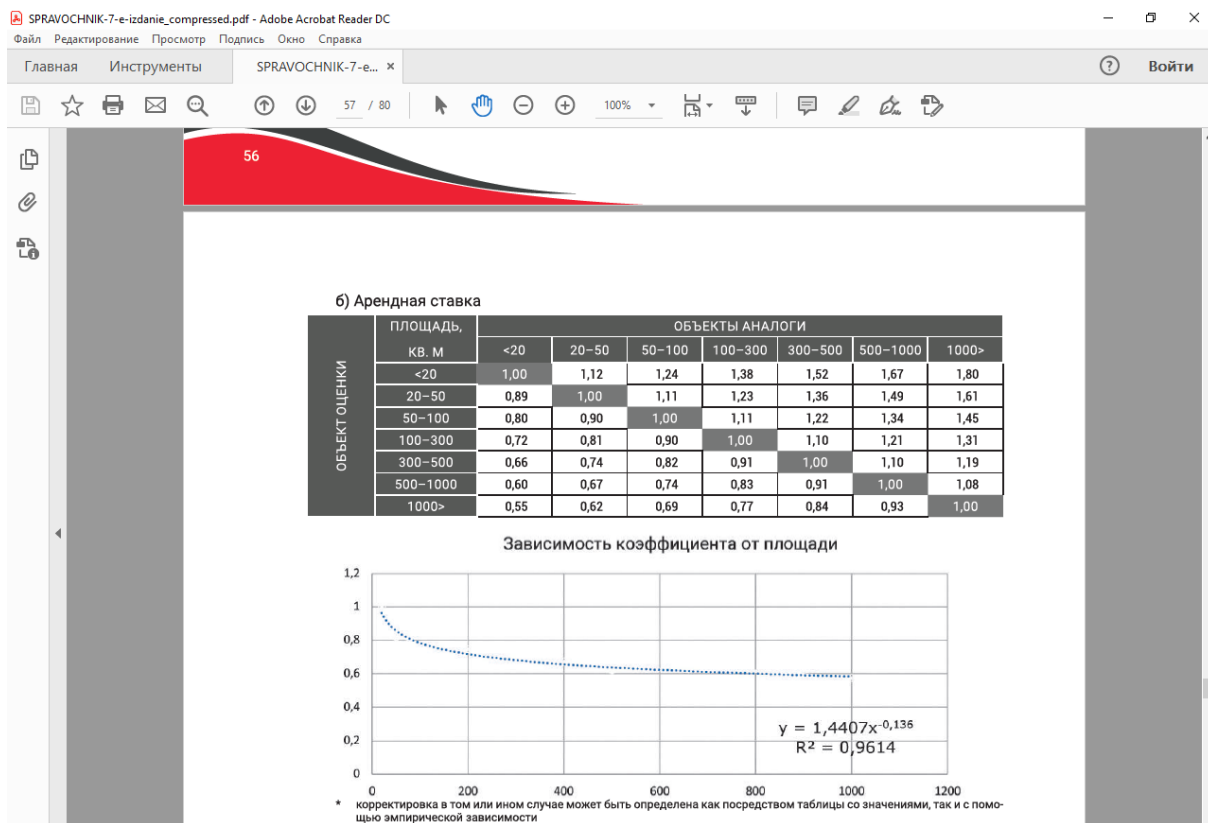 SPRAVOCHNIK-7-e-izdanie_compressed.pdf - Adobe Acrobat Reader DC
Файл Редактирование Просмотр Подпись Окно Справка
Главная Инструменты SPRAVOCHNIK-7-e... × Войти
57 / 80 100%
56
б) Арендная ставка
ОБЪЕКТ ОЦЕНКИ
ПЛОЩАДЬ, КВ. М
ОБЪЕКТЫ АНАЛОГИ
<20 20–50 50–100 100–300 300–500 500–1000 1000>
<20 1,00 1,12 1,24 1,38 1,52 1,67 1,80
20–50 0,89 1,00 1,11 1,23 1,36 1,49 1,61
50–100 0,80 0,90 1,00 1,11 1,22 1,34 1,45
100–300 0,72 0,81 0,90 1,00 1,10 1,21 1,31
300–500 0,66 0,74 0,82 0,91 1,00 1,10 1,19
500–1000 0,60 0,67 0,74 0,83 0,91 1,00 1,08
1000> 0,55 0,62 0,69 0,77 0,84 0,93 1,00
Зависимость коэффициента от площади
1,2
1
0,8
0,6
0,4
0,2
0
y = 1,4407x^-0,136
R² = 0,9614
0 200 400 600 800 1000 1200
* корректировка в том или ином случае может быть определена как посредством таблицы со значениями, так и с помо-
щью эмпирической зависимости